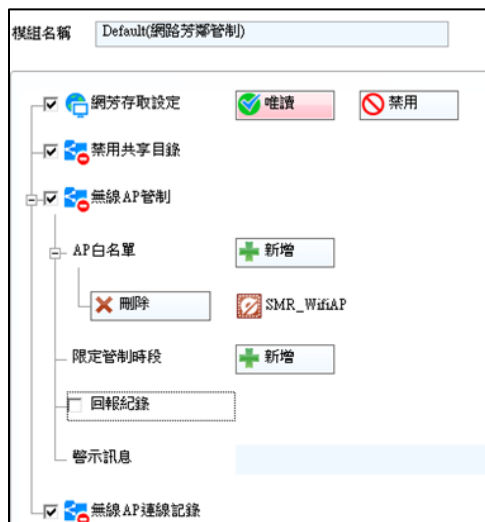 模組名稱 Default(網路芳鄰管制)
網芳存取設定 唯讀 禁用
禁用共享目錄
無線AP管制
AP白名單 新增
刪除 SMR_WifiAP
限定管制時段 新增
回報紀錄
警示訊息
無線AP連線記錄